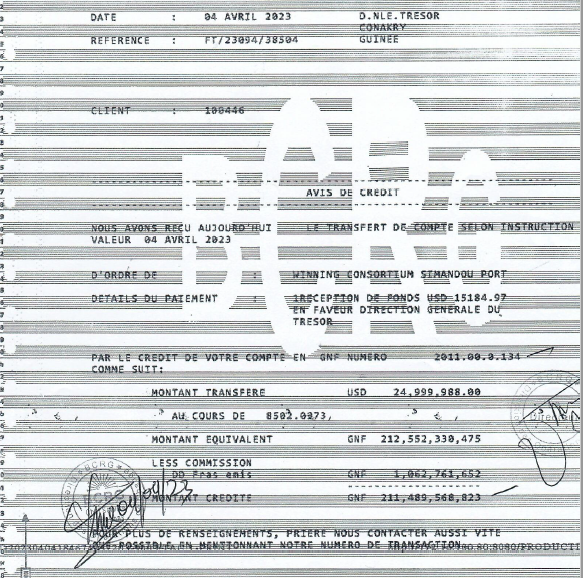 DATE : 04 AVRIL 2023 D.NLE.TRESOR
CONAKRY
REFERENCE : FT/23094/38504 GUINEE
CLIENT : 100446
BCRG
AVIS DE CREDIT
NOUS AVONS RECU AUJOURD'HUI LE TRANSFERT DE COMPTE SELON INSTRUCTION
VALEUR 04 AVRIL 2023
D'ORDRE DE : WINNING CONSORTIUM SIMANDOU PORT
DETAILS DU PAIEMENT : 1RECEPTION DE FONDS USD 15184.97
EN FAVEUR DIRECTION GENERALE DU
TRESOR
PAR LE CREDIT DE VOTRE COMPTE EN GNF NUMERO 2011.00.0.134
COMME SUIT:
MONTANT TRANSFERE USD 24,999,988.00
AU COURS DE 8502.0273
MONTANT EQUIVALENT GNF 212,552,330,475
LESS COMMISSION
DD Fras emis GNF 1,062,761,652
MONTANT CREDITE GNF 211,489,568,823
POUR PLUS DE RENSEIGNEMENTS, PRIERE NOUS CONTACTER AUSSI VITE
QUE POSSIBLE EN MENTIONNANT NOTRE NUMERO DE TRANSACTION